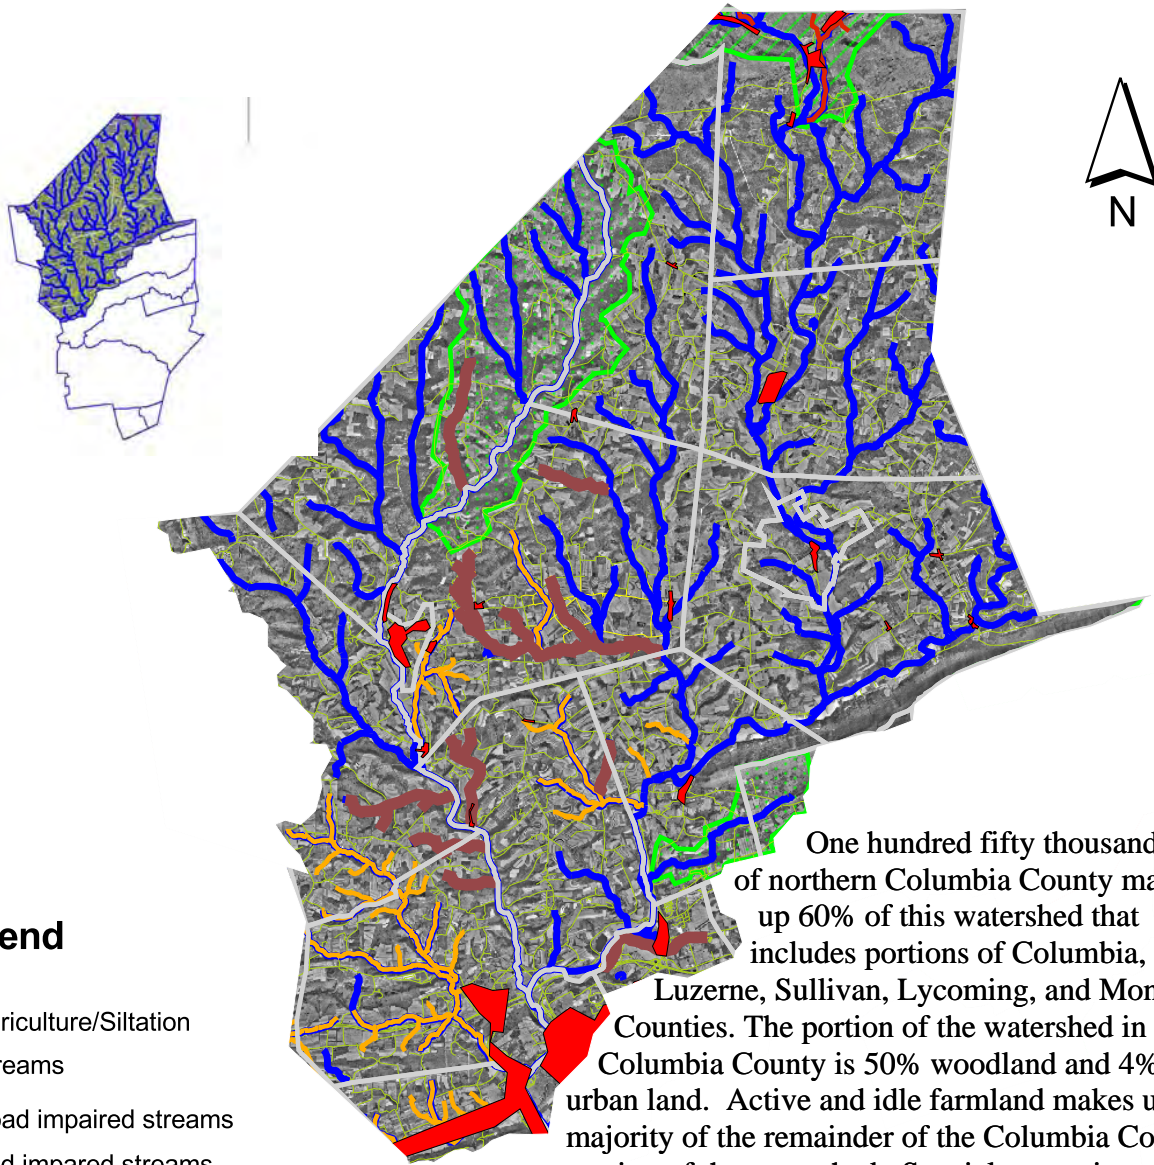 N
One hundred fifty thousand
of northern Columbia County ma
up 60% of this watershed that
includes portions of Columbia,
Luzerne, Sullivan, Lycoming, and Mon
Counties. The portion of the watershed in
Columbia County is 50% woodland and 4%
urban land. Active and idle farmland makes u
majority of the remainder of the Columbia Co
end
riculture/Siltation
reams
oad impaired streams
d impared streams